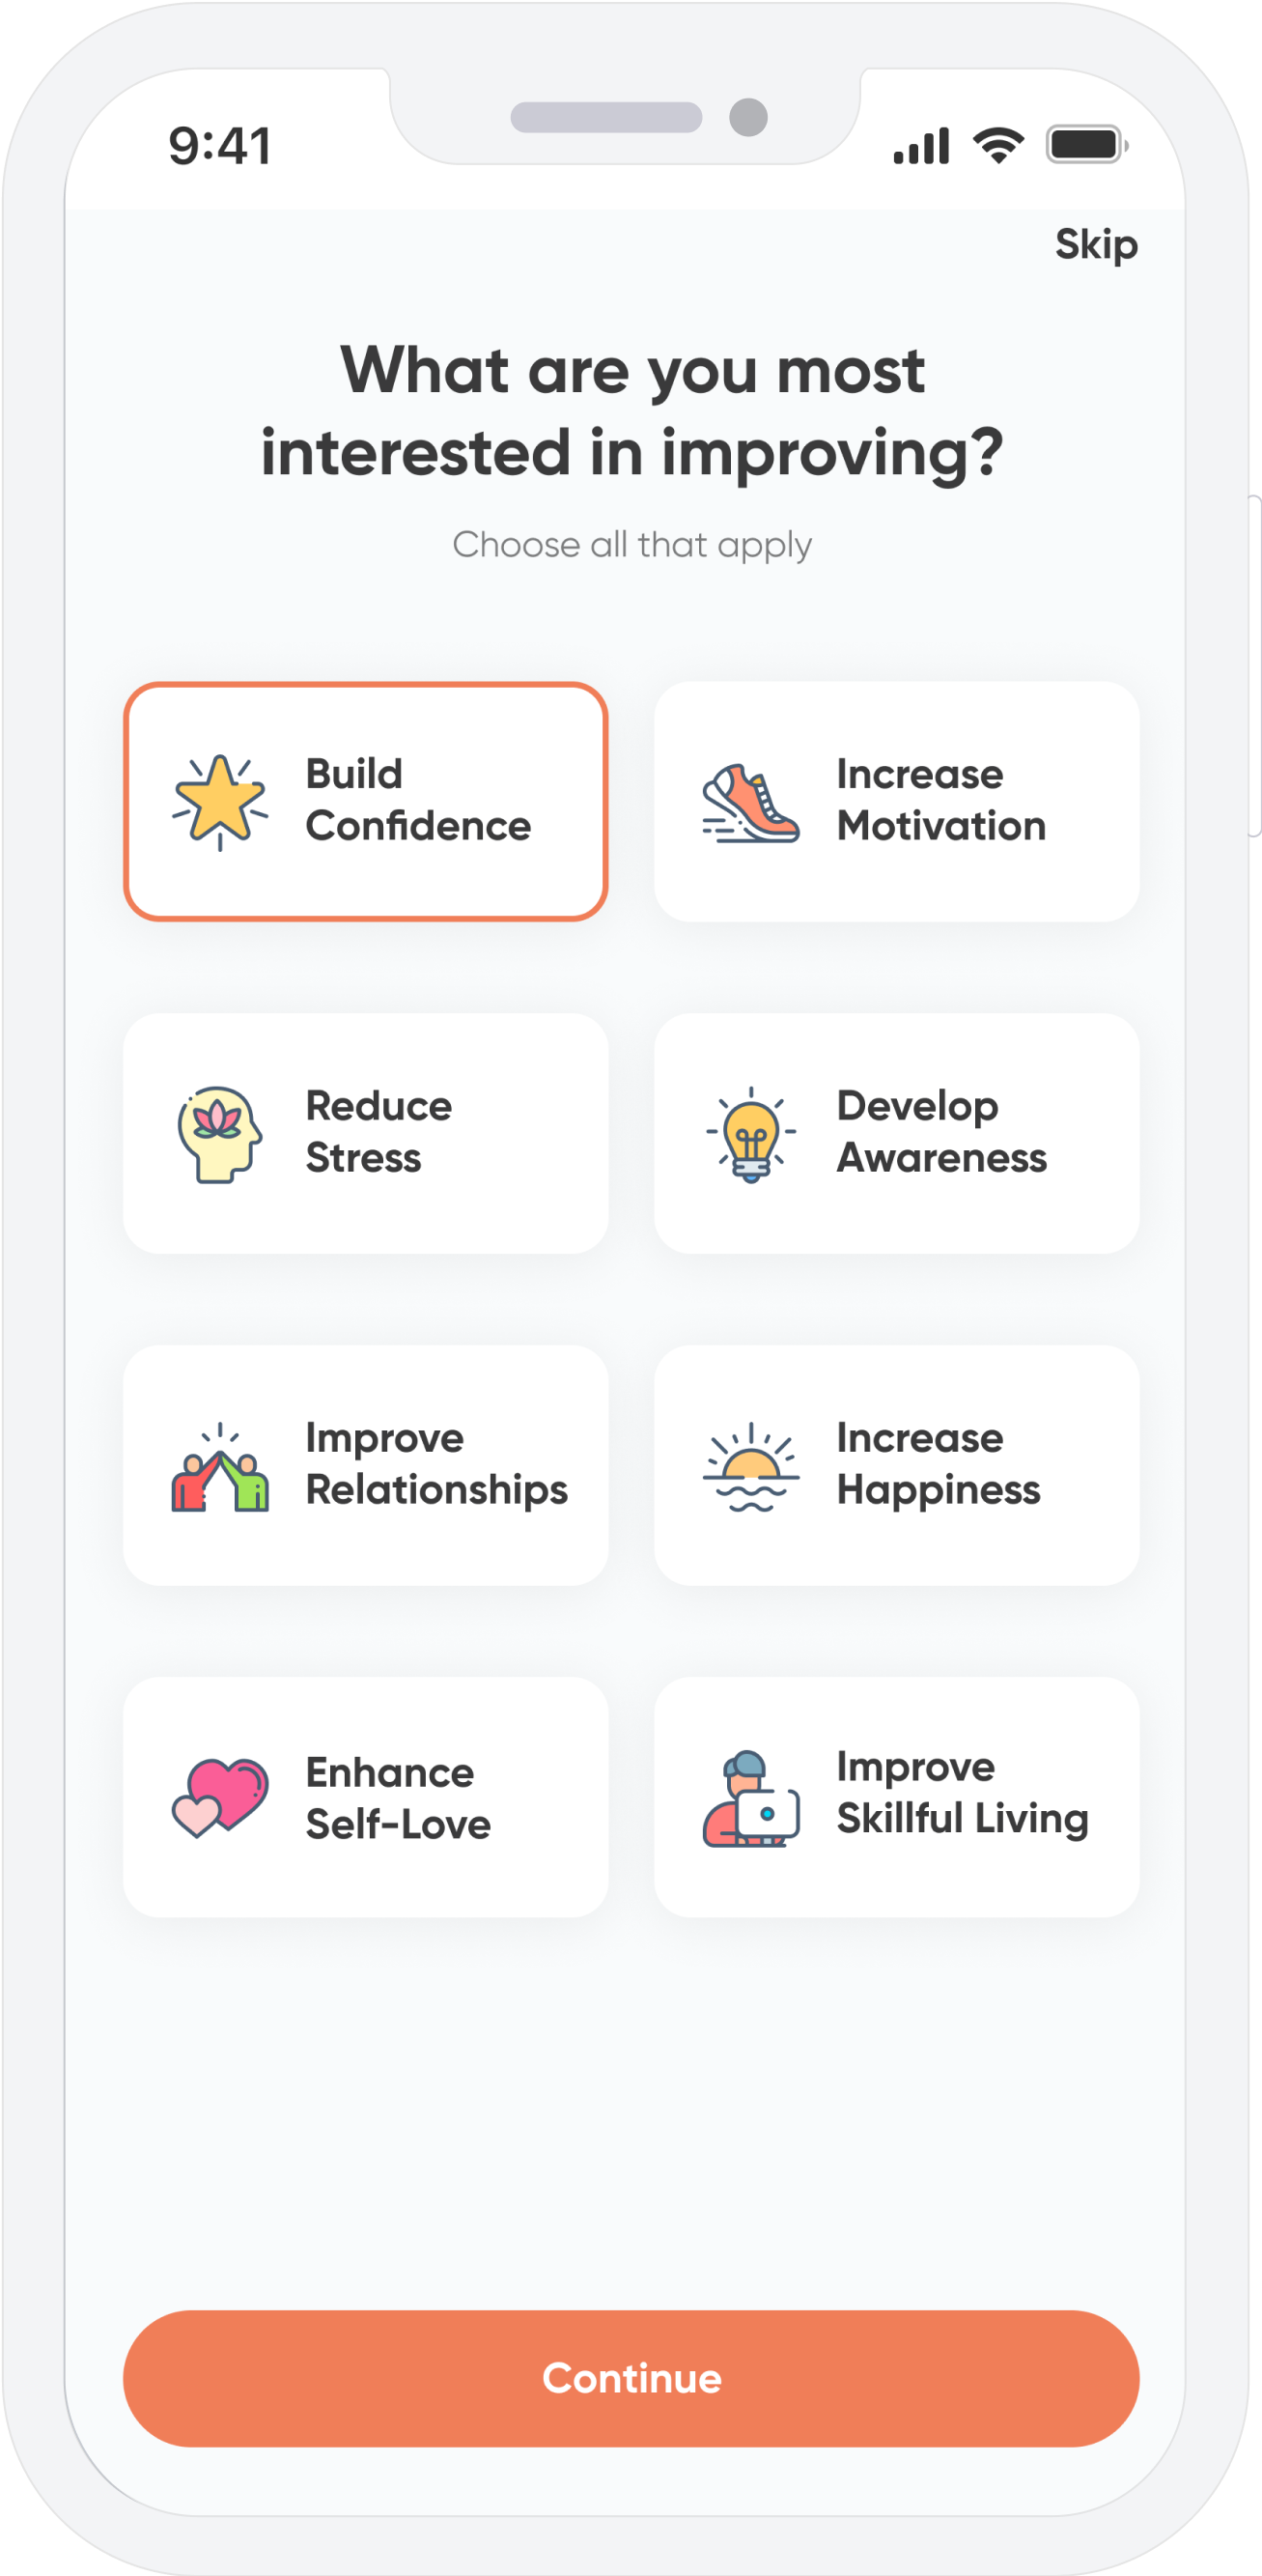 9:41
Skip
What are you most
interested in improving?
Choose all that apply
Build
Confidence
Increase
Motivation
Reduce
Stress
Develop
Awareness
Improve
Relationships
Increase
Happiness
Enhance
Self-Love
Improve
Skillful Living
Continue